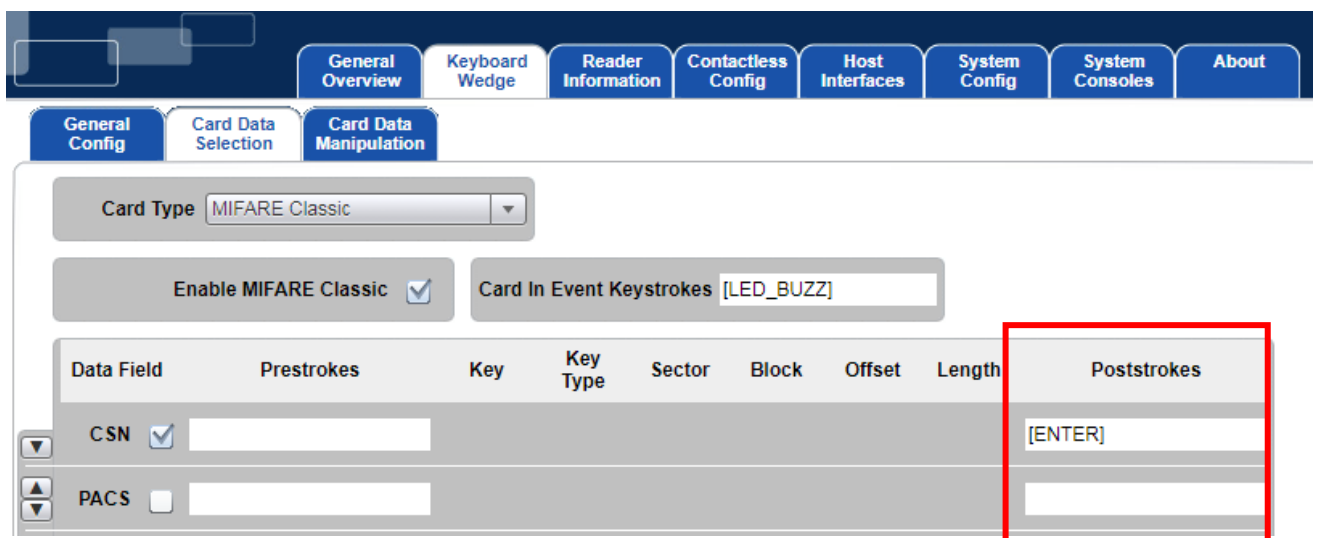 General Overview
Keyboard Wedge
Reader Information
Contactless Config
Host Interfaces
System Config
System Consoles
About
General Config
Card Data Selection
Card Data Manipulation
Card Type MIFARE Classic
Enable MIFARE Classic
Card In Event Keystrokes [LED_BUZZ]
Data Field Prestrokes Key Key Type Sector Block Offset Length Poststrokes
CSN [ENTER]
PACS